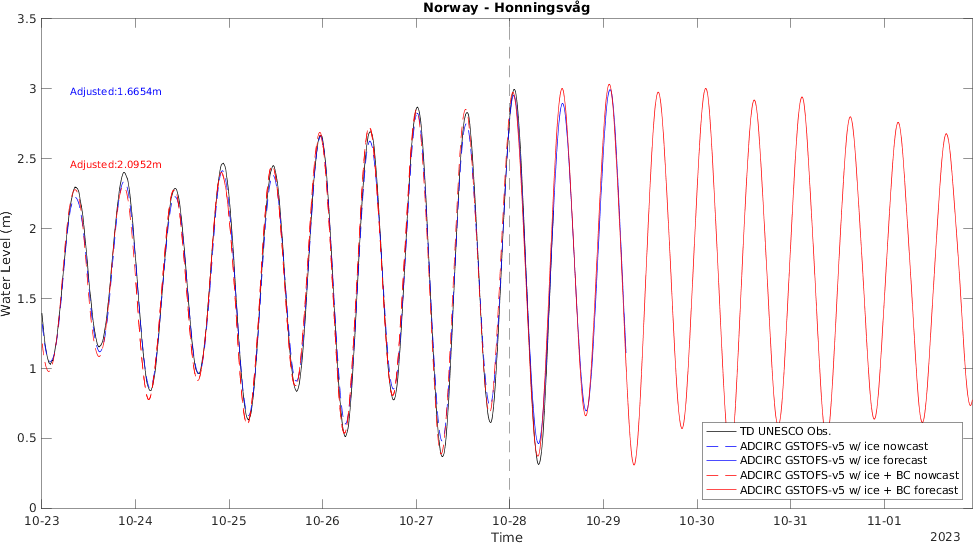 Norway - Honningsvåg
3.5
3
2.5
2
1.5
1
0.5
0
Water Level (m)
Adjusted:1.6654m
Adjusted:2.0952m
TD UNESCO Obs.
ADCIRC GSTOFS-v5 w/ ice nowcast
ADCIRC GSTOFS-v5 w/ ice forecast
ADCIRC GSTOFS-v5 w/ ice + BC nowcast
ADCIRC GSTOFS-v5 w/ ice + BC forecast
10-23 10-24 10-25 10-26 10-27 10-28 10-29 10-30 10-31 11-01
Time
2023